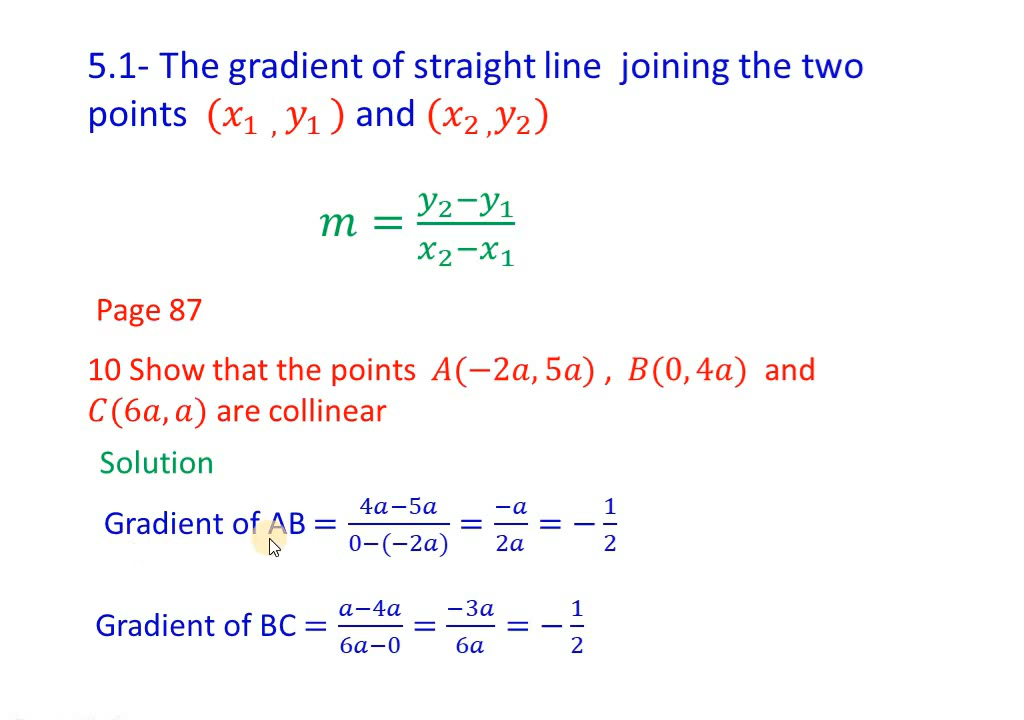 5.1- The gradient of straight line joining the two
points (x₁ , y₁ ) and (x₂ ,y₂)
m = (y₂−y₁)/(x₂−x₁)
Page 87
10 Show that the points A(−2a, 5a) , B(0, 4a) and
C(6a, a) are collinear
Solution
Gradient of AB = (4a−5a)/(0−(−2a)) = (−a)/(2a) = − 1/2
Gradient of BC = (a−4a)/(6a−0) = (−3a)/(6a) = − 1/2